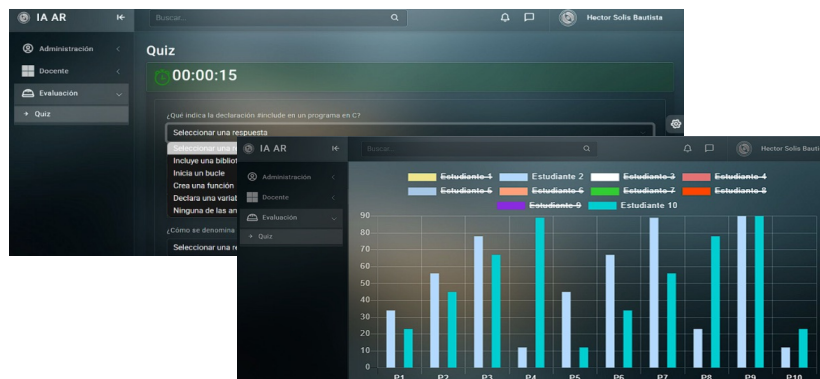 IA AR
Buscar...
Hector Solis Bautista
Administración
Docente
Evaluación
Quiz
Quiz
00:00:15
¿Qué indica la declaración #include en un programa en C?
Seleccionar una respuesta
Seleccionar una
Incluye una bibliot
Inicia un bucle
Crea una función
Declara una variat
Ninguna de las an
¿Cómo se denomina
Seleccionar una re
IA AR
Buscar...
Hector Solis Bauti
Administración
Docente
Evaluación
Quiz
Estudiante 1 Estudiante 2 Estudiante 3 Estudiante 4
Estudiante 5 Estudiante 6 Estudiante 7 Estudiante 8
Estudiante 9 Estudiante 10
90
80
70
60
50
40
30
20
10
0
P1 P2 P3 P4 P5 P6 P7 P8 P9 P10